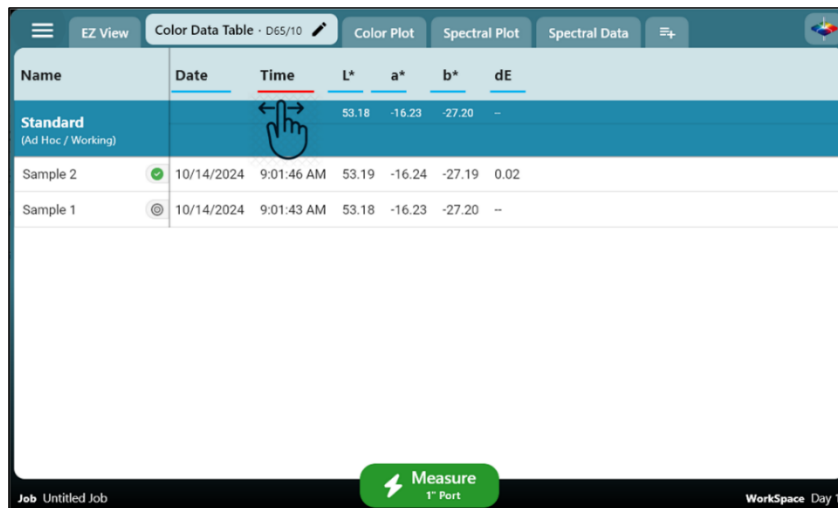 EZ View
Color Data Table - D65/10
Color Plot
Spectral Plot
Spectral Data
Name Date Time L* a* b* dE
Standard
(Ad Hoc / Working)
53.18 -16.23 -27.20 --
Sample 2 10/14/2024 9:01:46 AM 53.19 -16.24 -27.19 0.02
Sample 1 10/14/2024 9:01:43 AM 53.18 -16.23 -27.20 --
Measure
1" Port
Job Untitled Job
WorkSpace Day 1